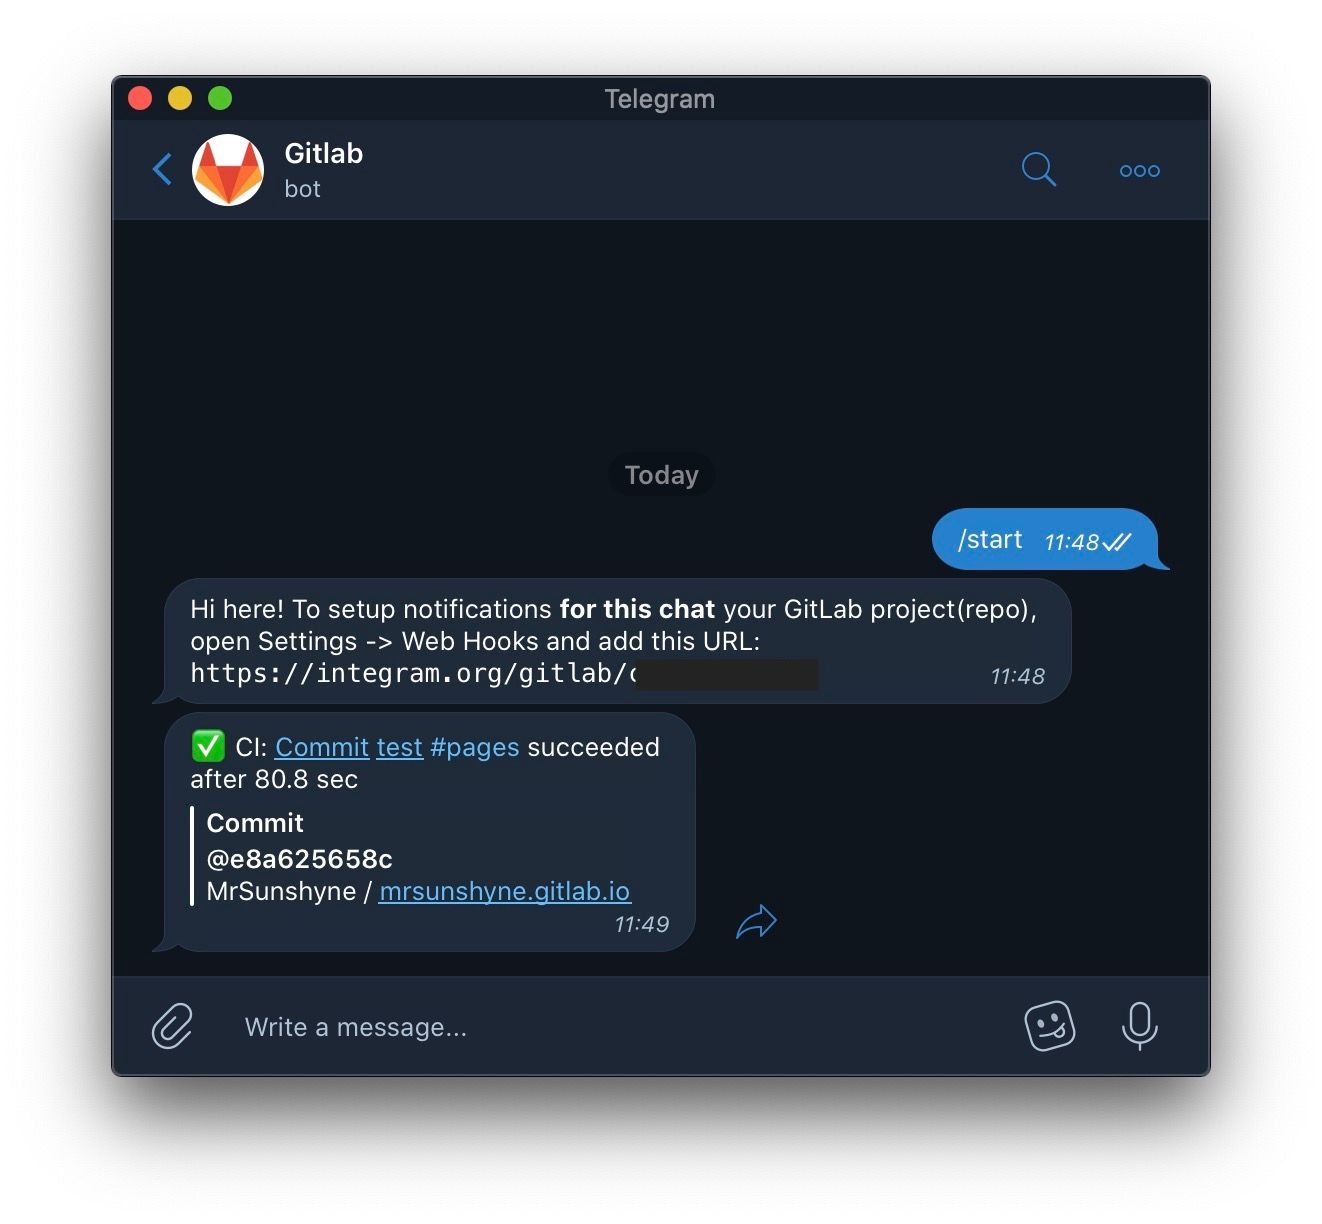 Telegram
Gitlab
bot
Today
/start 11:48
Hi here! To setup notifications for this chat your GitLab project(repo),
open Settings -> Web Hooks and add this URL:
https://integram.org/gitlab/c
11:48
✅ CI: Commit test #pages succeeded
after 80.8 sec
Commit
@e8a625658c
MrSunshyne / mrsunshyne.gitlab.io
11:49
Write a message...